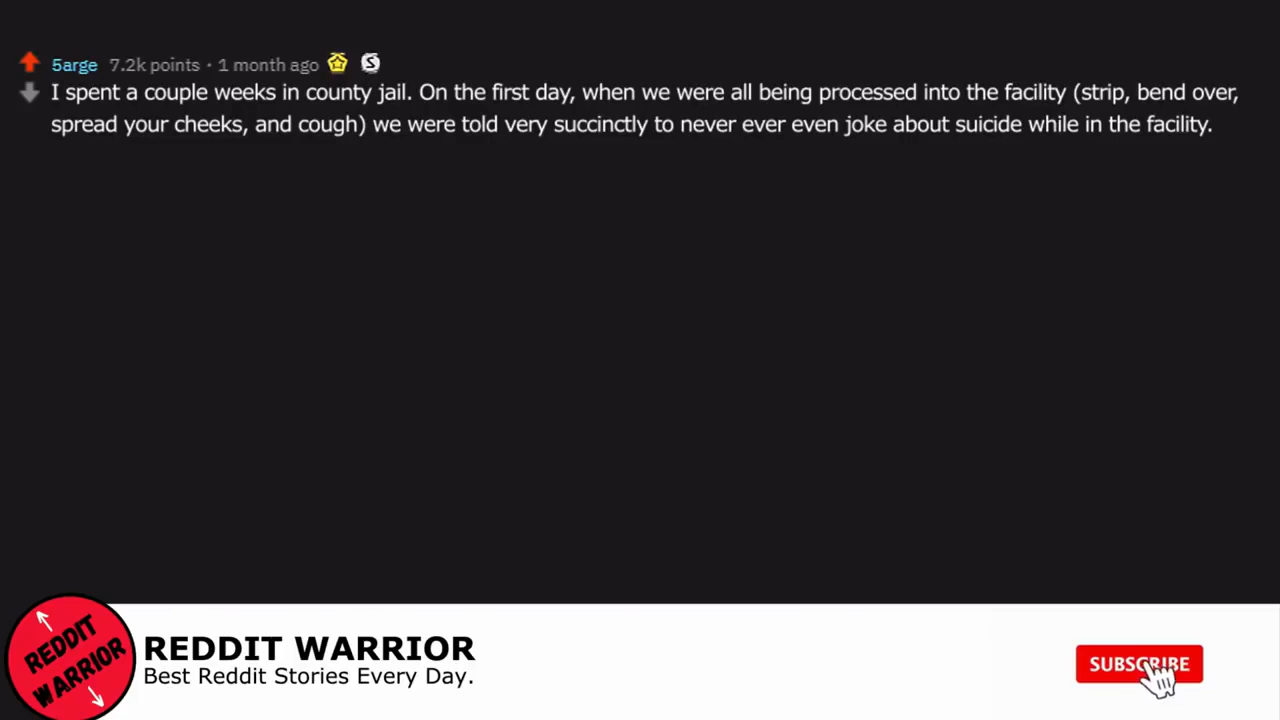 5arge 7.2k points · 1 month ago
I spent a couple weeks in county jail. On the first day, when we were all being processed into the facility (strip, bend over,
spread your cheeks, and cough) we were told very succinctly to never ever even joke about suicide while in the facility.
REDDIT
WARRIOR
REDDIT WARRIOR
Best Reddit Stories Every Day.
SUBSCRIBE